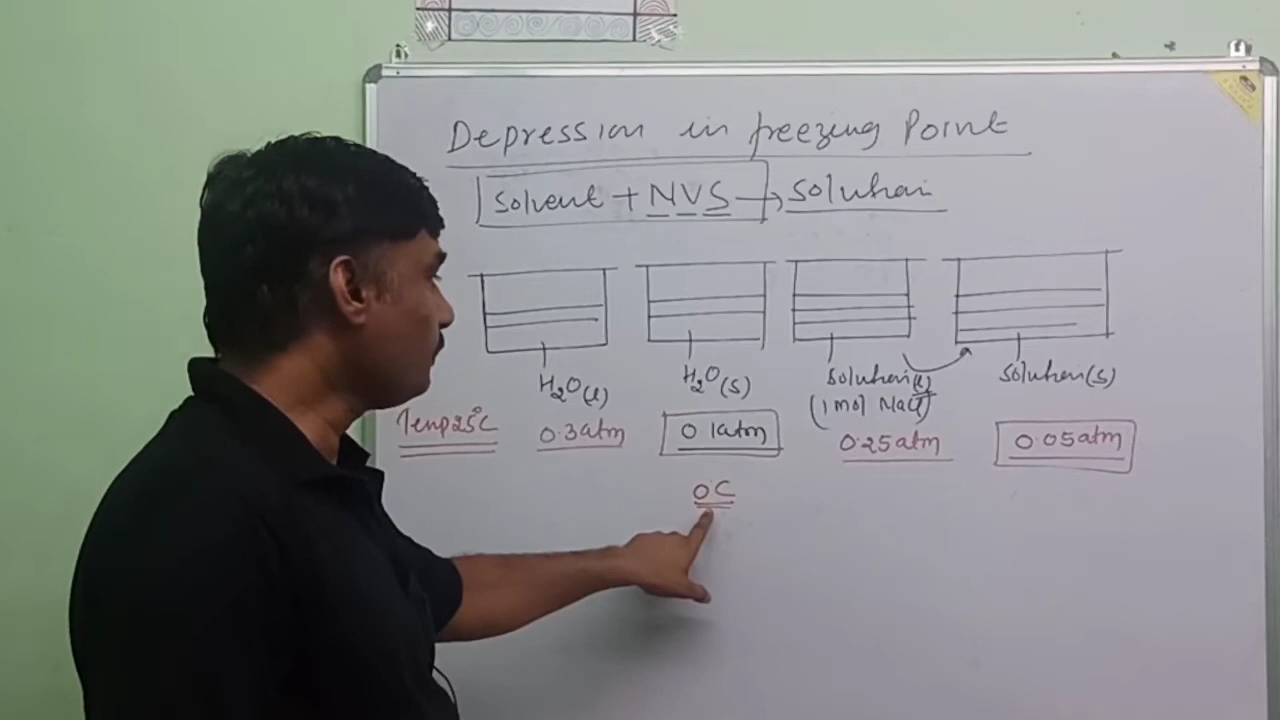 Depression in freezing Point
Solvent + NVS → Solution
H₂O(l) H₂O(s) Solution(l) Solution(s)
(1 mol NaCl)
Temp 25°C 0.3atm 0.1atm 0.25atm 0.05atm
0°C